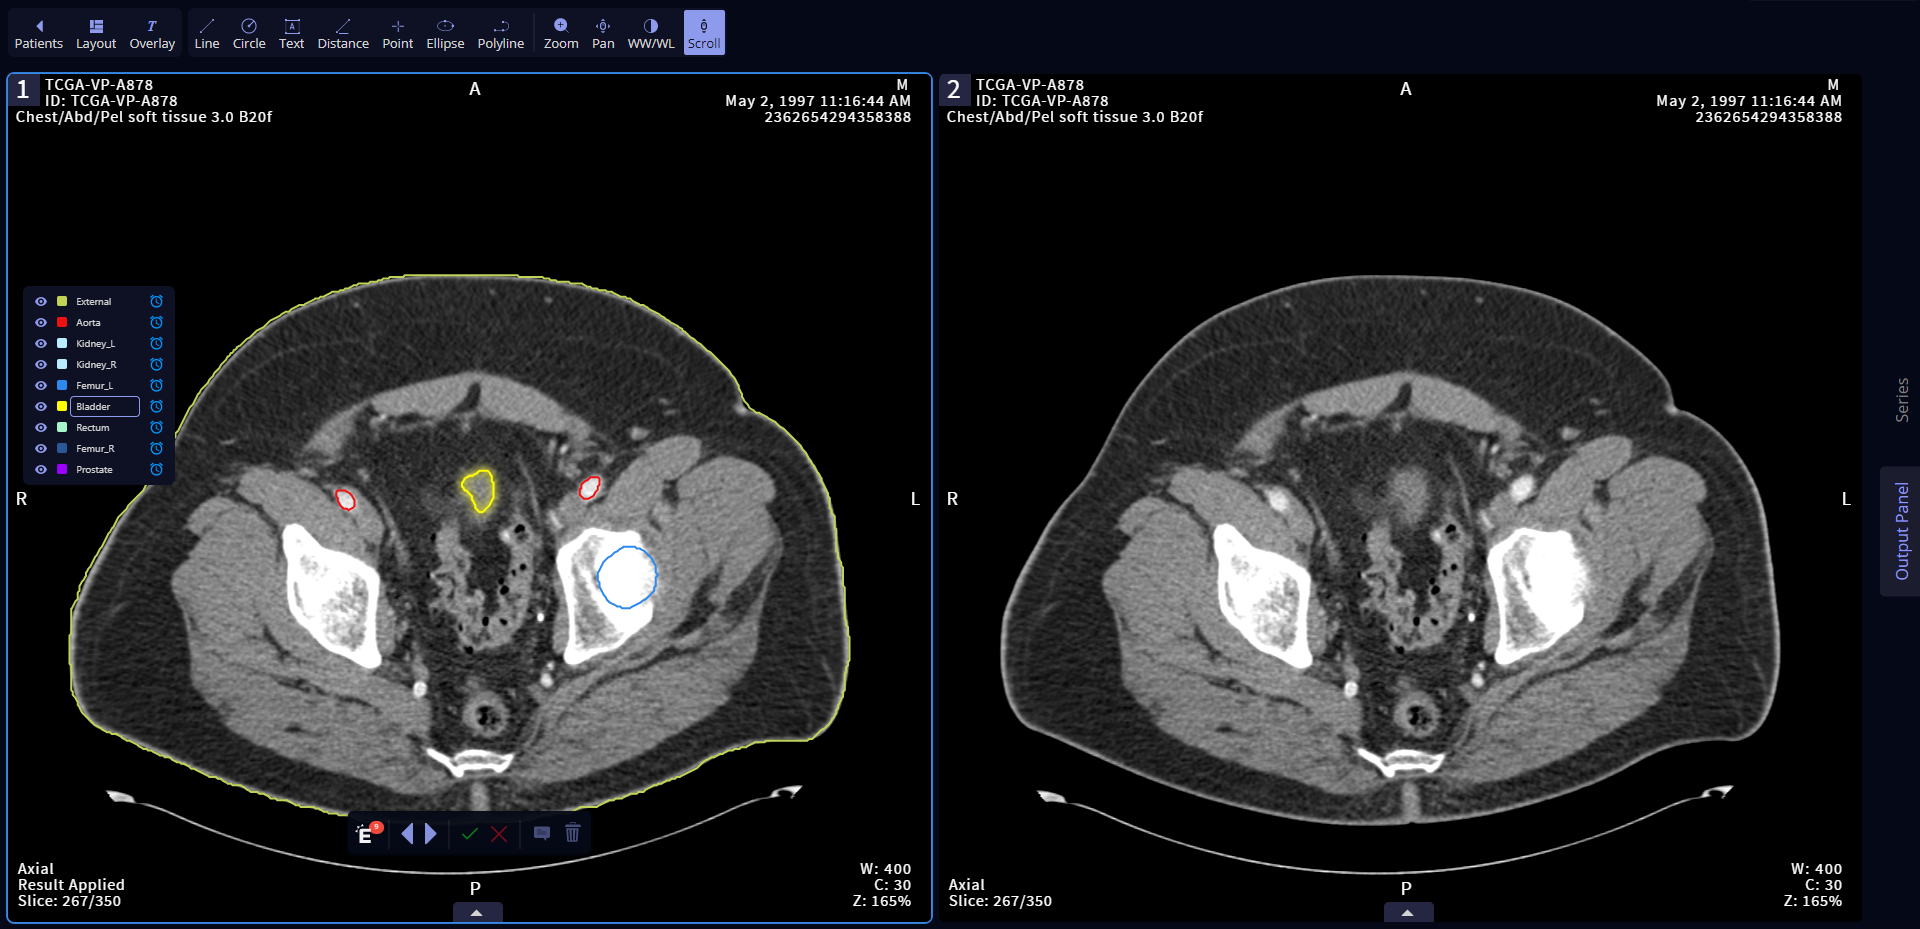 Patients Layout Overlay Line Circle Text Distance Point Ellipse Polyline Zoom Pan WW/WL Scroll
1
TCGA-VP-A878
ID: TCGA-VP-A878
Chest/Abd/Pel soft tissue 3.0 B20f
A
M
May 2, 1997 11:16:44 AM
2362654294358388
External
Aorta
Kidney_L
Kidney_R
Femur_L
Bladder
Rectum
Femur_R
Prostate
R
L
E 9
Axial
Result Applied
Slice: 267/350
P
W: 400
C: 30
Z: 165%
2
TCGA-VP-A878
ID: TCGA-VP-A878
Chest/Abd/Pel soft tissue 3.0 B20f
A
M
May 2, 1997 11:16:44 AM
2362654294358388
R
L
Axial
Slice: 267/350
P
W: 400
C: 30
Z: 165%
Series
Output Panel